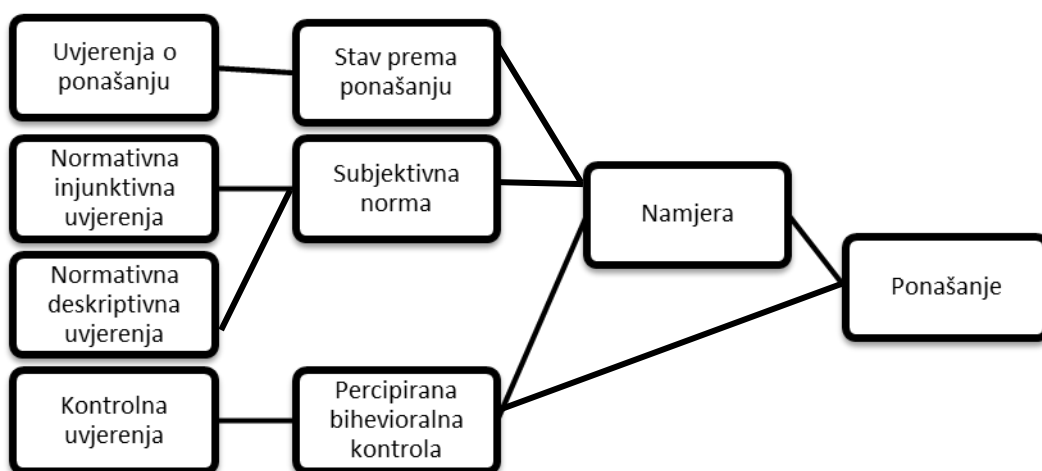 Uvjerenja o
ponašanju
Stav prema
ponašanju
Normativna
injunktivna
uvjerenja
Subjektivna
norma
Namjera
Normativna
deskriptivna
uvjerenja
Ponašanje
Kontrolna
uvjerenja
Percipirana
bihevioralna
kontrola